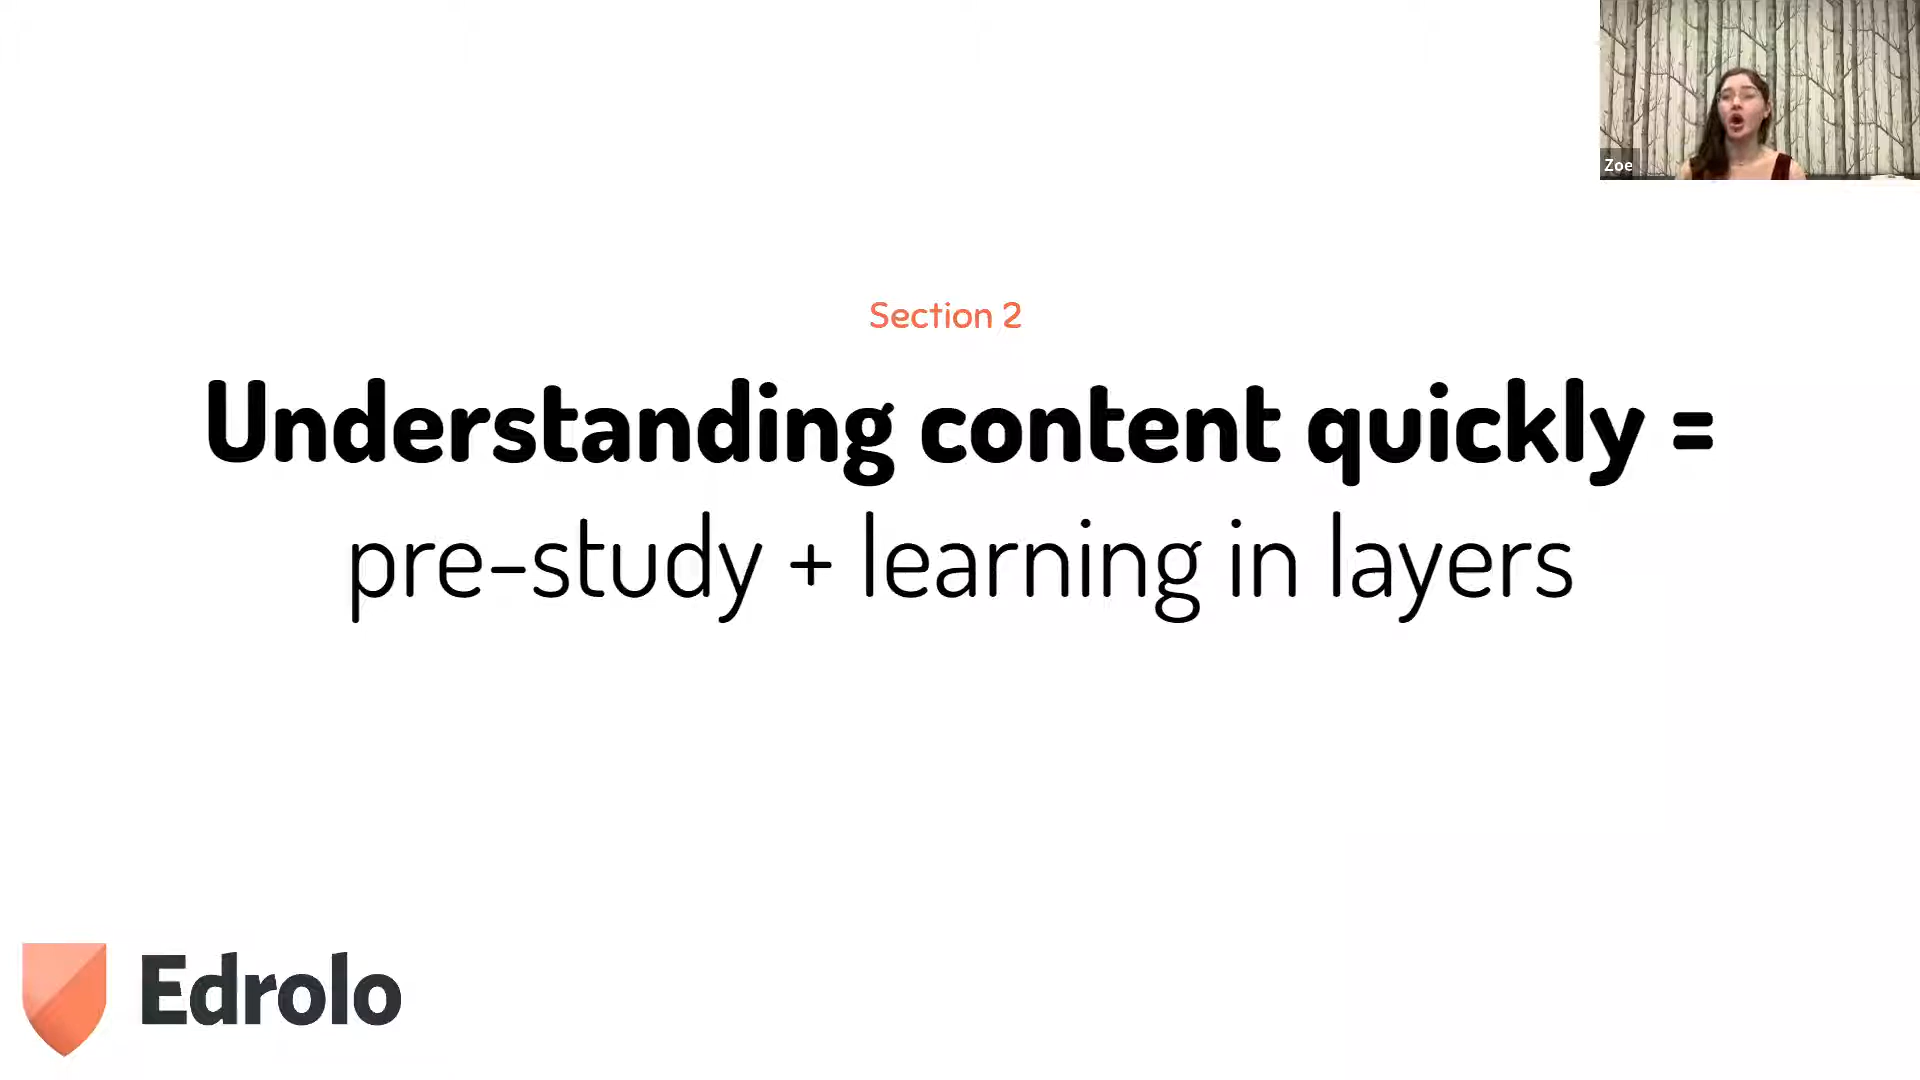 Zoe
Section 2
Understanding content quickly =
pre-study + learning in layers
Edrolo